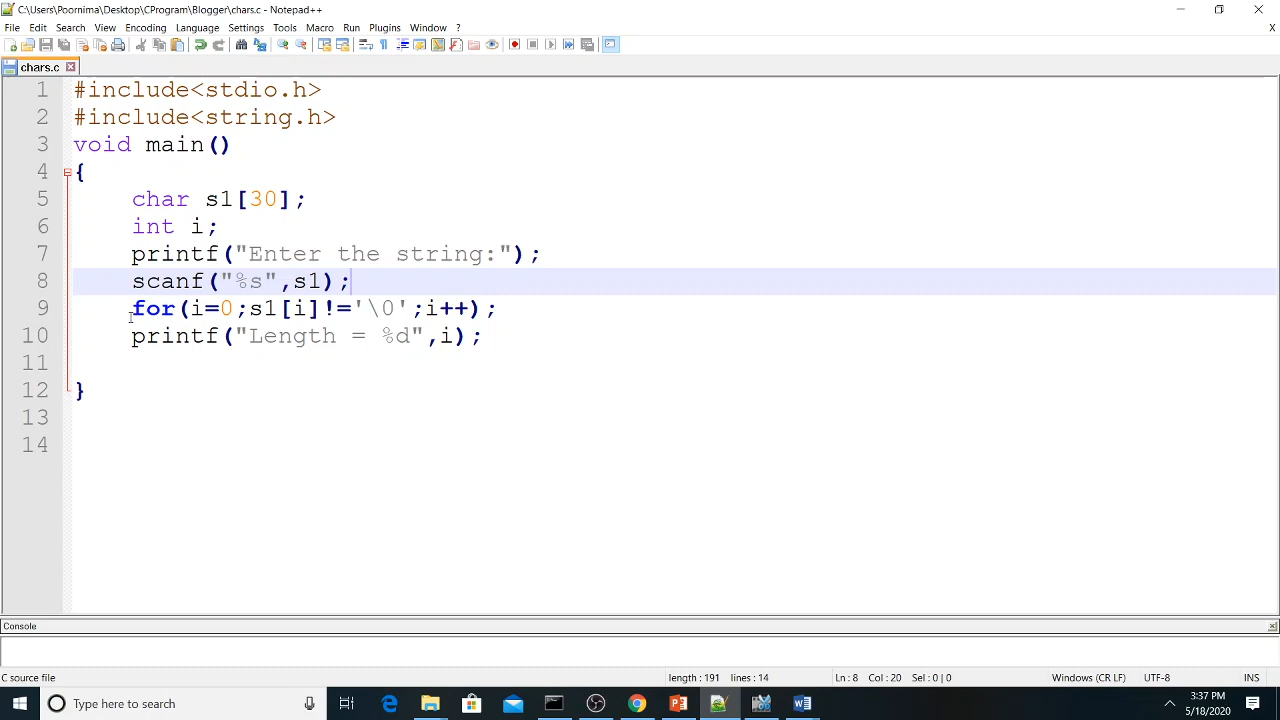 C:\Users\Poornima\Desktop\CProgram\Blogger\chars.c - Notepad++
File Edit Search View Encoding Language Settings Tools Macro Run Plugins Window ? X
chars.c
1 #include<stdio.h>
2 #include<string.h>
3 void main()
4 {
5 char s1[30];
6 int i;
7 printf("Enter the string:");
8 scanf("%s",s1);
9 for(i=0;s1[i]!='\0';i++);
10 printf("Length = %d",i);
11
12 }
13
14
Console
C source file length : 191 lines : 14 Ln : 8 Col : 20 Sel : 0 | 0 Windows (CR LF) UTF-8 INS
Type here to search
3:37 PM
5/18/2020